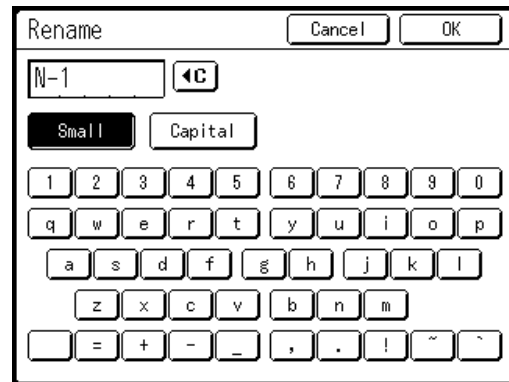 Rename Cancel OK
N-1 ◀C
Small Capital
1 2 3 4 5 6 7 8 9 0
q w e r t y u i o p
a s d f g h j k l
z x c v b n m
= + - _ , . ! ~ `